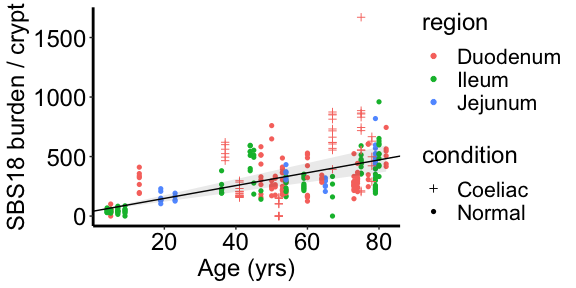 SBS18 burden / crypt
1500
1000
500
0
20
40
60
80
Age (yrs)
region
Duodenum
Ileum
Jejunum
condition
Coeliac
Normal